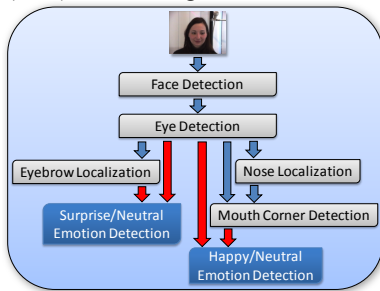 Face Detection
Eye Detection
Eyebrow Localization
Nose Localization
Surprise/Neutral
Emotion Detection
Mouth Corner Detection
Happy/Neutral
Emotion Detection